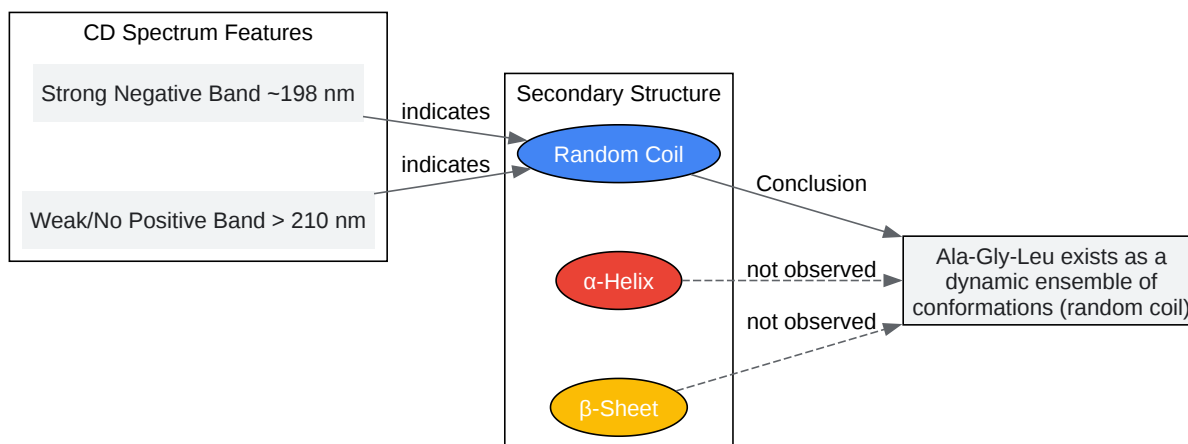 CD Spectrum Features
Strong Negative Band ~198 nm
Weak/No Positive Band > 210 nm
indicates
indicates
Secondary Structure
Random Coil
α-Helix
β-Sheet
Conclusion
not observed
not observed
Ala-Gly-Leu exists as a
dynamic ensemble of
conformations (random coil)